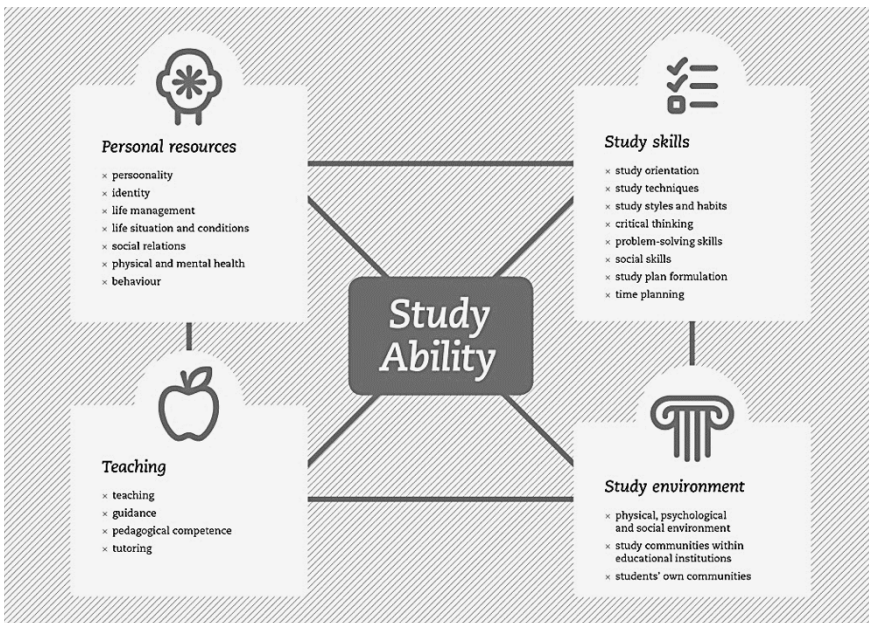 Personal resources
× persoonality
× identity
× life management
× life situation and conditions
× social relations
× physical and mental health
× behaviour
Study skills
× study orientation
× study techniques
× study styles and habits
× critical thinking
× problem-solving skills
× social skills
× study plan formulation
× time planning
Study
Ability
Teaching
× teaching
× guidance
× pedagogical competence
× tutoring
Study environment
× physical, psychological
and social environment
× study communities within
educational institutions
× students' own communities